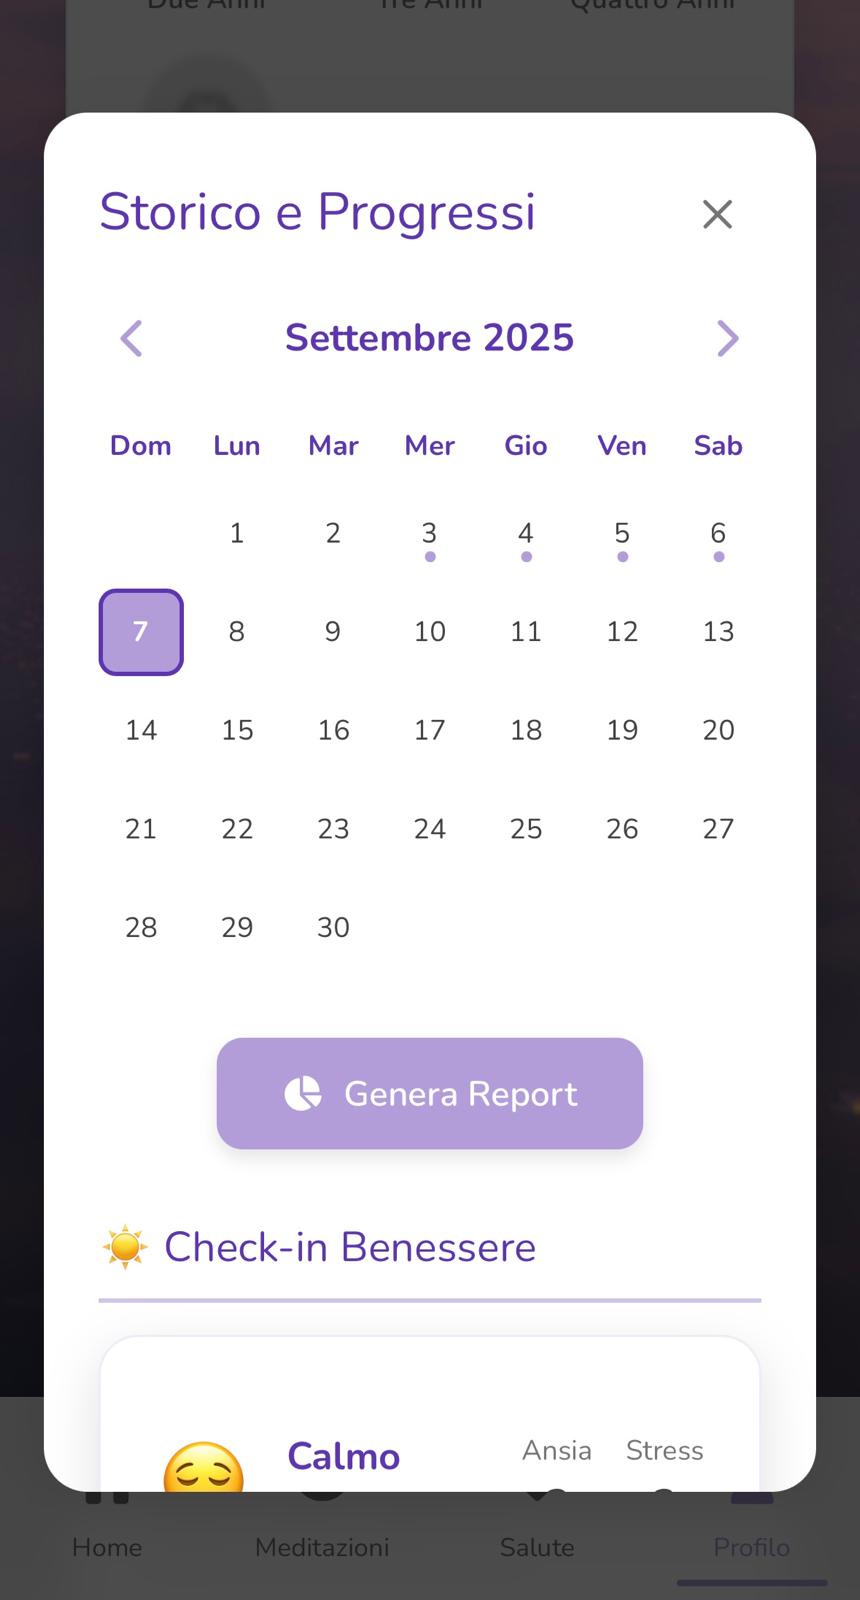 Due Anni Tre Anni Quattro Anni
Storico e Progressi
Settembre 2025
Dom Lun Mar Mer Gio Ven Sab
1 2 3 4 5 6
7 8 9 10 11 12 13
14 15 16 17 18 19 20
21 22 23 24 25 26 27
28 29 30
Genera Report
Check-in Benessere
Calmo Ansia Stress
Home Meditazioni Salute Profilo